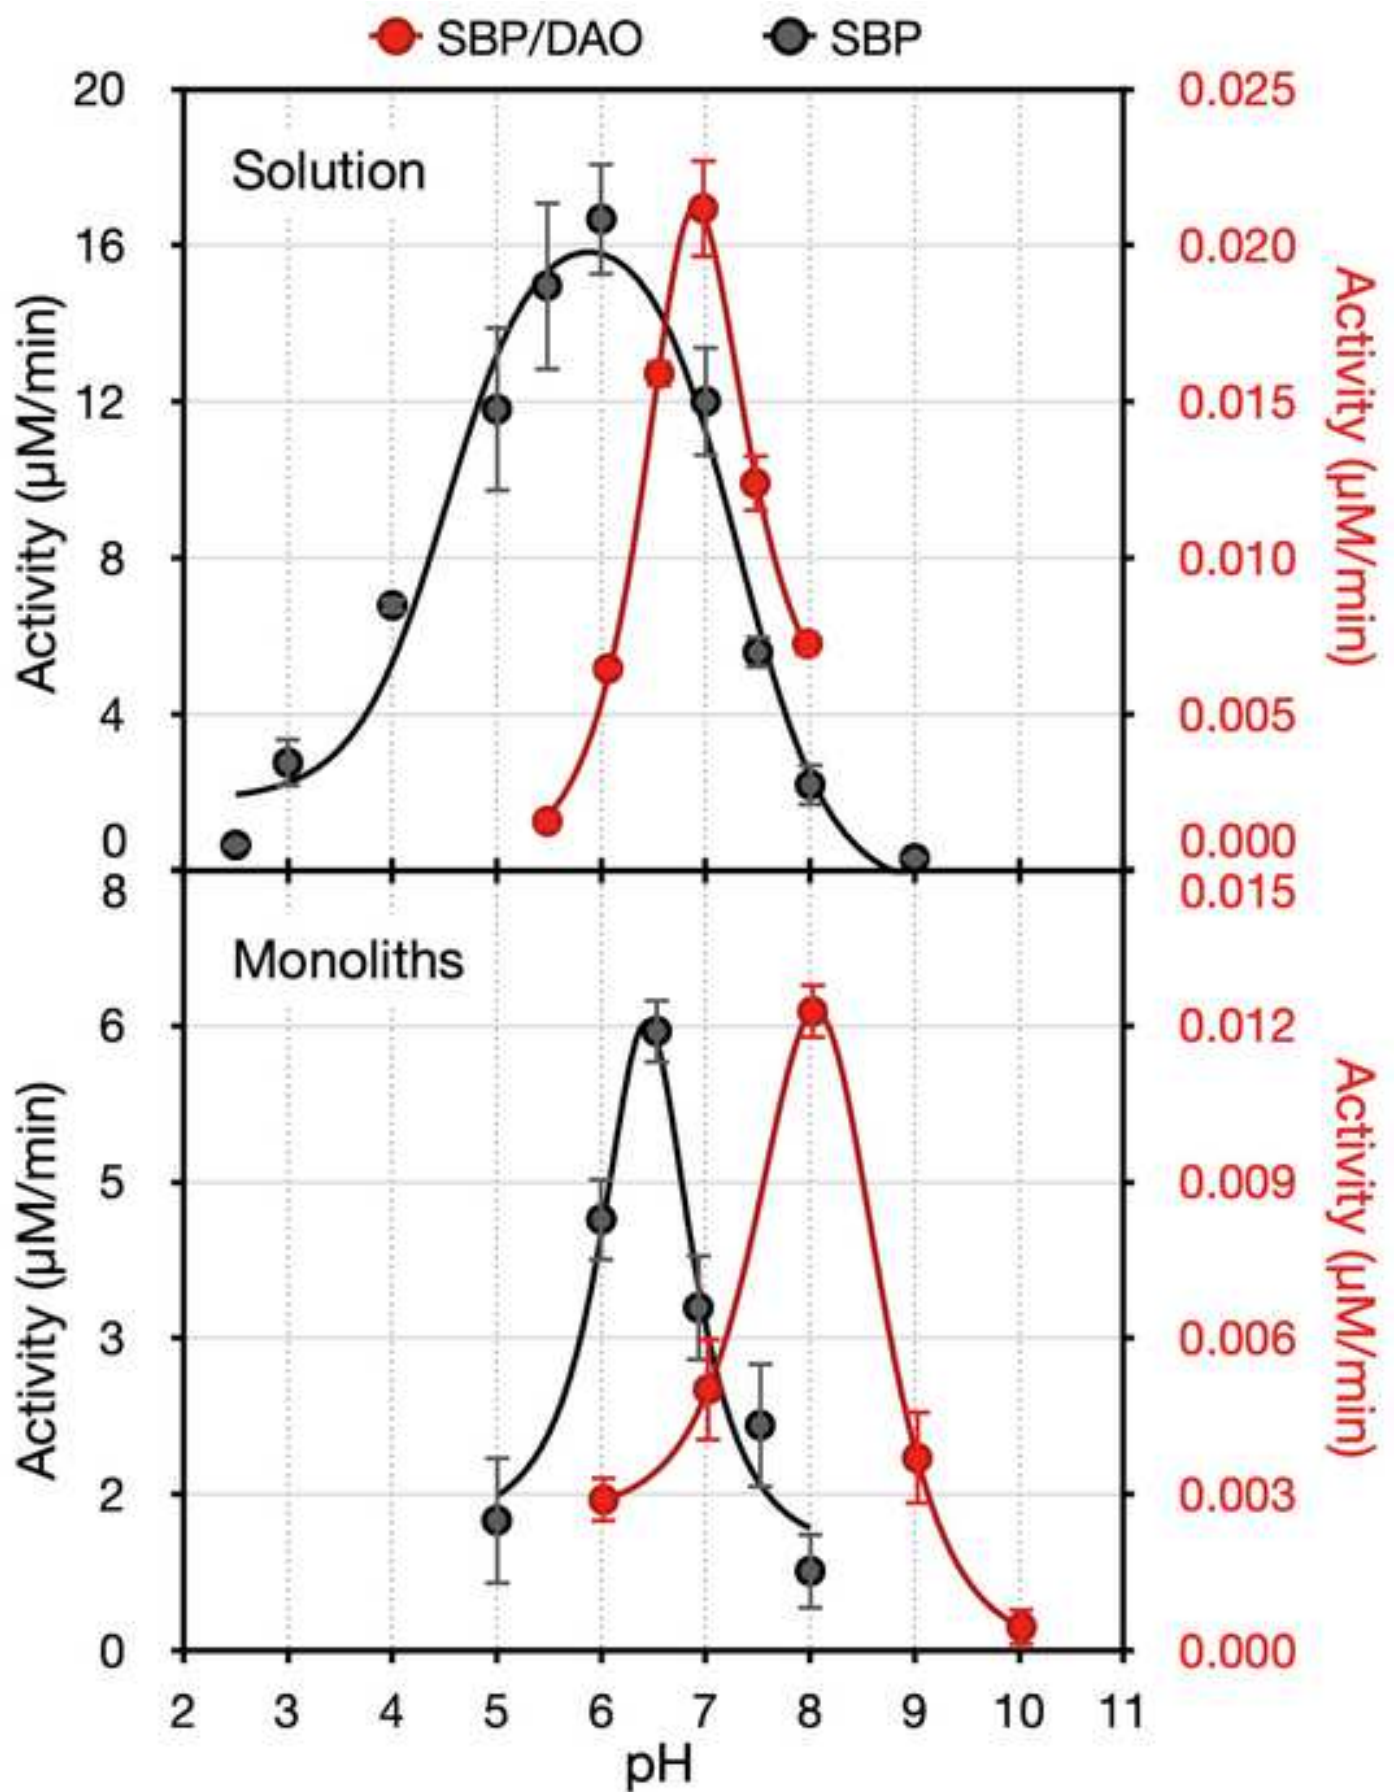 SBP/DAO SBP
20 0.025
Solution
16 0.020
12 0.015
8 0.010
4 0.005
0 0.000
Activity (µM/min)
Activity (µM/min)
8 0.015
Monoliths
6 0.012
5 0.009
3 0.006
2 0.003
0 0.000
Activity (µM/min)
Activity (µM/min)
2 3 4 5 6 7 8 9 10 11
pH